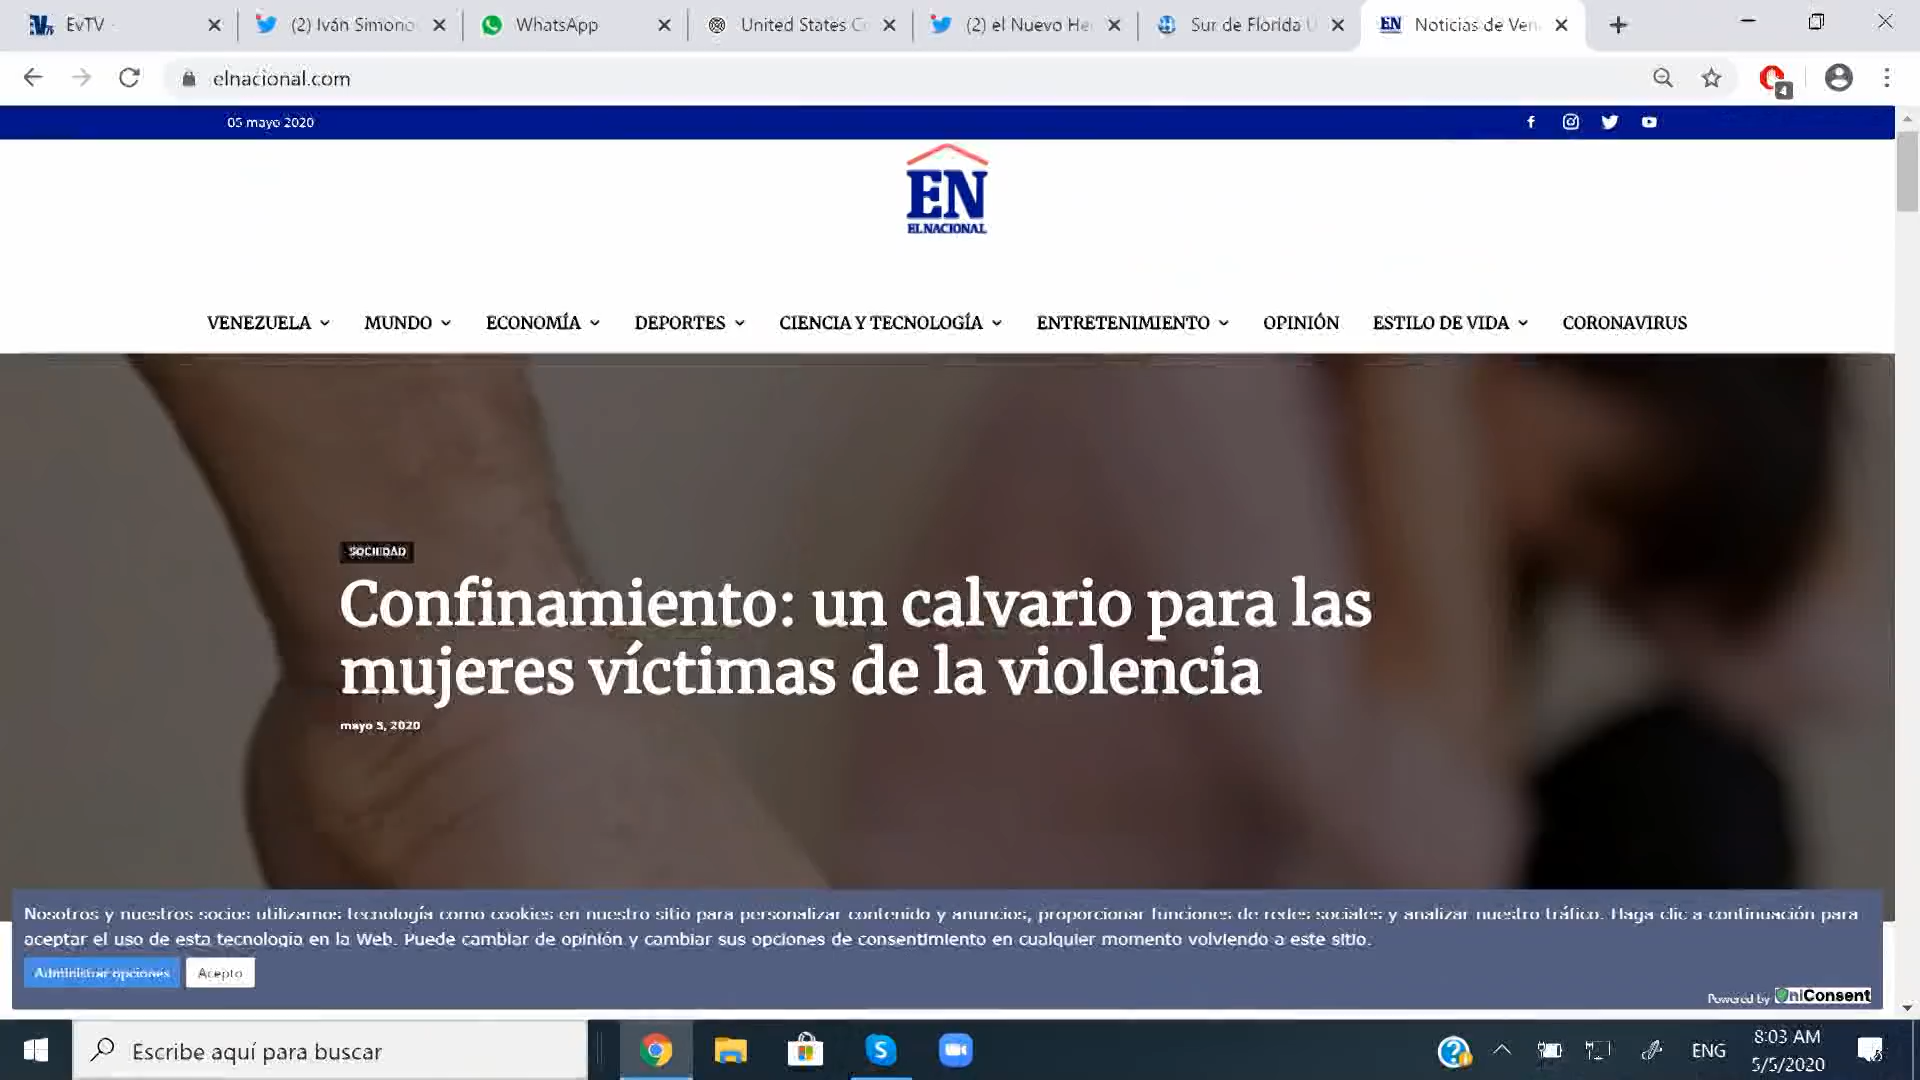 EvTV
(2) Iván Simono
WhatsApp
United States Co
(2) el Nuevo He
Sur de Florida U
Noticias de Ven
elnacional.com
4
05 mayo 2020
EN
EL NACIONAL
VENEZUELA MUNDO ECONOMÍA DEPORTES CIENCIA Y TECNOLOGÍA ENTRETENIMIENTO OPINIÓN ESTILO DE VIDA CORONAVIRUS
SOCIEDAD
Confinamiento: un calvario para las
mujeres víctimas de la violencia
mayo 5, 2020
Nosotros y nuestros socios utilizamos tecnología como cookies en nuestro sitio para personalizar contenido y anuncios, proporcionar funciones de redes sociales y analizar nuestro tráfico. Haga clic a continuación para
aceptar el uso de esta tecnología en la Web. Puede cambiar de opinión y cambiar sus opciones de consentimiento en cualquier momento volviendo a este sitio.
Administrar opciones Acepto
Powered by UniConsent
Escribe aquí para buscar
ENG
8:03 AM
5/5/2020